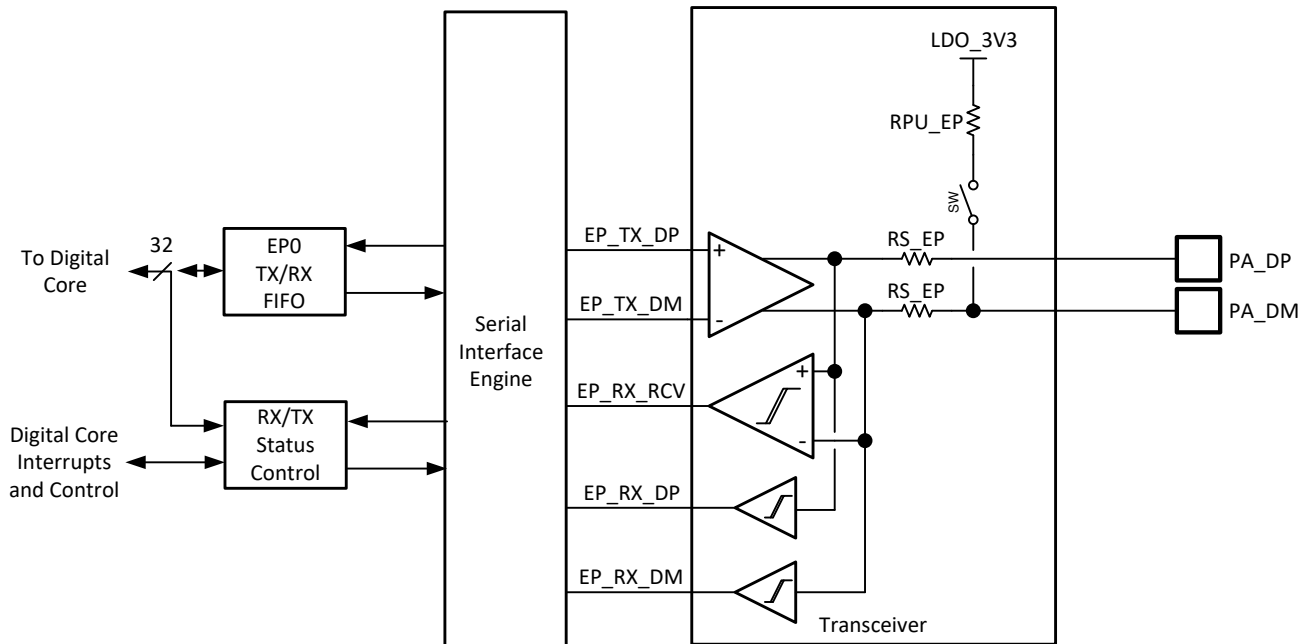 LDO_3V3
RPU_EP
SW
To Digital
Core
32
EP0
TX/RX
FIFO
Serial
Interface
Engine
EP_TX_DP
EP_TX_DM
+
-
RS_EP
RS_EP
PA_DP
PA_DM
EP_RX_RCV
+
-
RX/TX
Status
Control
Digital Core
Interrupts
and Control
EP_RX_DP
EP_RX_DM
Transceiver